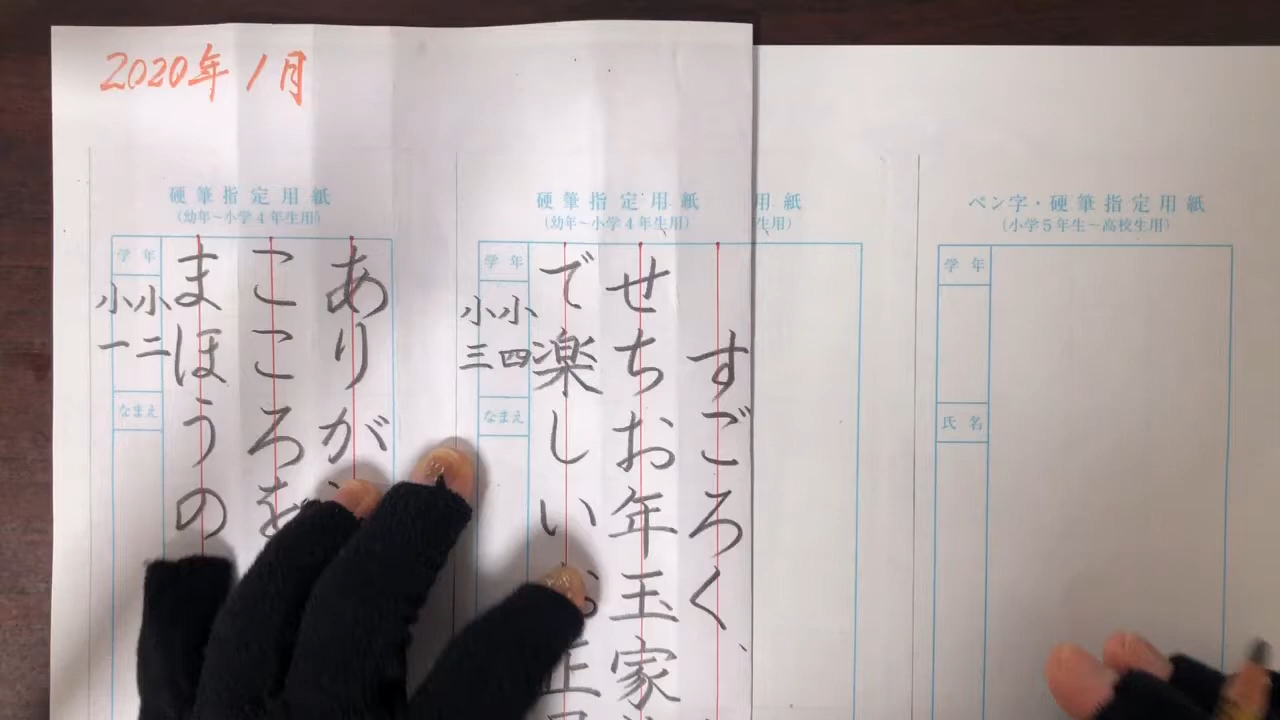 2020年1月
硬筆指定用紙
(幼年～小学4年生用)
学年
小二
小一
なまえ
ありが
こころを
まほうの
硬筆指定用紙
(幼年～小学4年生用)
学年
小四
小三
なまえ
すごろく、
せちお年玉家
で楽しい
用紙
生用)
ペン字・硬筆指定用紙
(小学5年生～高校生用)
学年
氏名